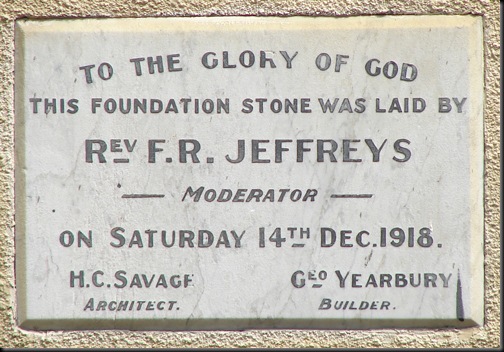 TO THE GLORY OF GOD
THIS FOUNDATION STONE WAS LAID BY
REV F.R. JEFFREYS
MODERATOR
ON SATURDAY 14TH DEC. 1918.
H.C. SAVAGE GEO YEARBURY
ARCHITECT. BUILDER.